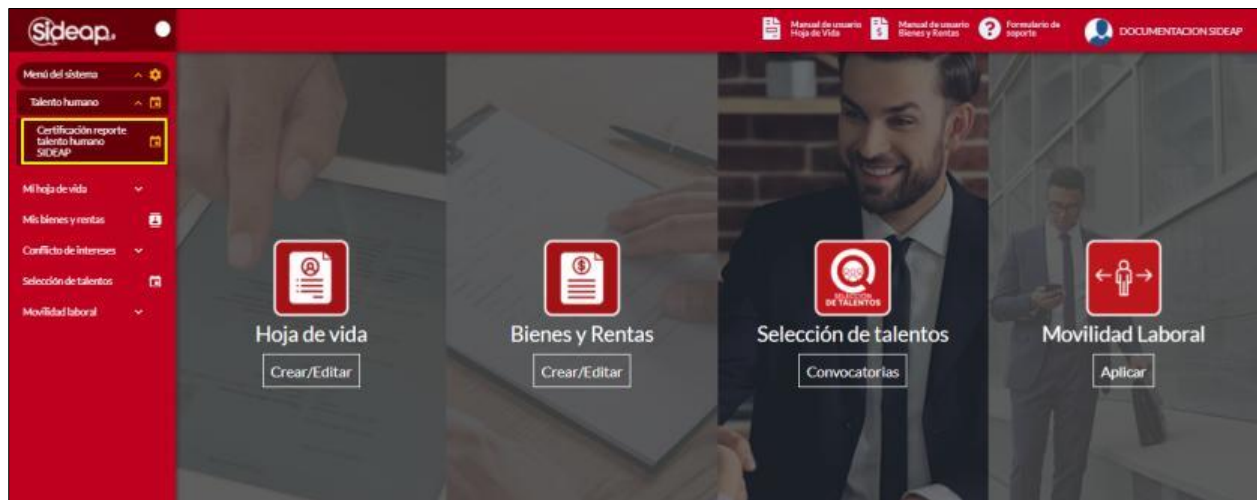 Sideap.
Manual de usuario
Hoja de Vida
Manual de usuario
Bienes y Rentas
Formulario de
soporte
DOCUMENTACION SIDEAP
Menú del sistema
Talento humano
Certificación reporte
talento humano
SIDEAP
Mi hoja de vida
Mis bienes y rentas
Conflicto de intereses
Selección de talentos
Movilidad laboral
Hoja de vida
Crear/Editar
Bienes y Rentas
Crear/Editar
SELECCIÓN
DE TALENTOS
Selección de talentos
Convocatorias
Movilidad Laboral
Aplicar